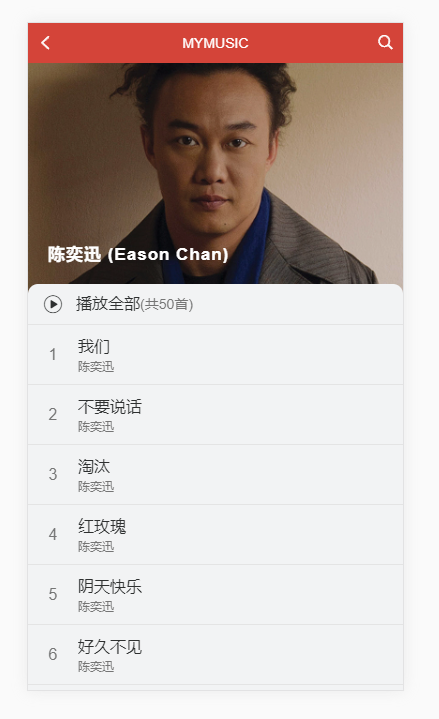 MYMUSIC
陈奕迅 (Eason Chan)
播放全部(共50首)
1 我们
陈奕迅
2 不要说话
陈奕迅
3 淘汰
陈奕迅
4 红玫瑰
陈奕迅
5 阴天快乐
陈奕迅
6 好久不见
陈奕迅